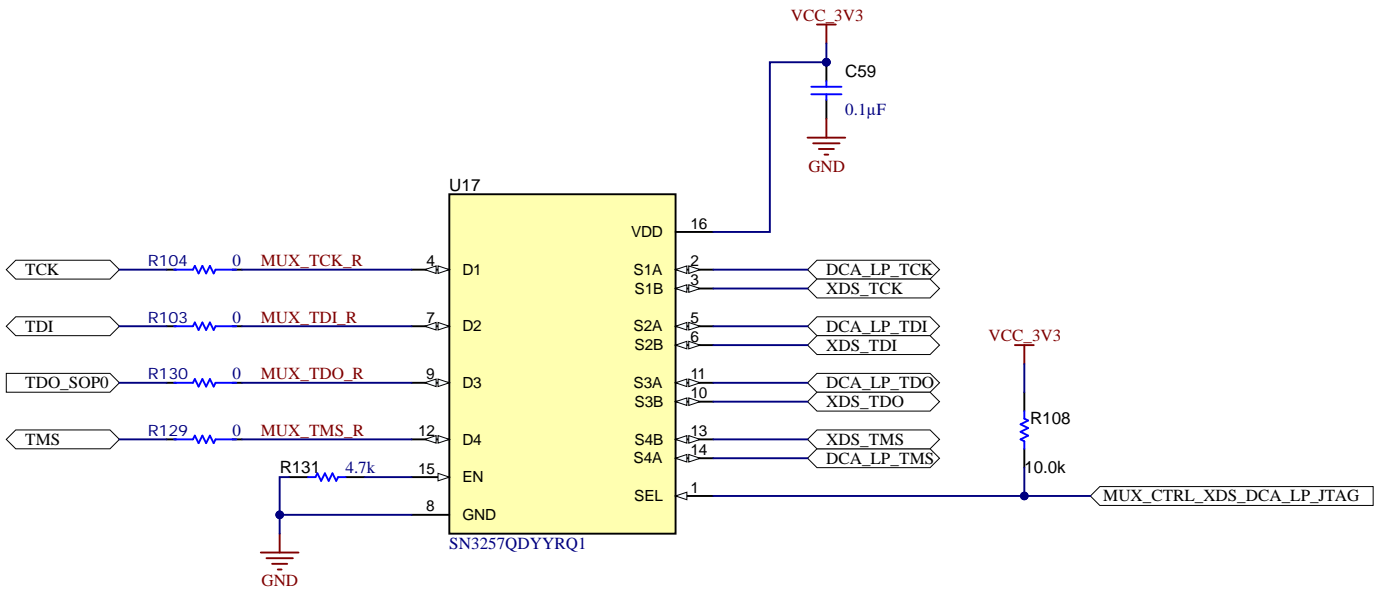 VCC_3V3
C59
0.1µF
GND
U17
VDD 16
TCK R104 0 MUX_TCK_R 4 D1 S1A 2 DCA_LP_TCK
S1B 3 XDS_TCK
TDI R103 0 MUX_TDI_R 7 D2 S2A 5 DCA_LP_TDI
S2B 6 XDS_TDI
VCC_3V3
TDO_SOP0 R130 0 MUX_TDO_R 9 D3 S3A 11 DCA_LP_TDO
S3B 10 XDS_TDO
R108
TMS R129 0 MUX_TMS_R 12 D4 S4B 13 XDS_TMS
S4A 14 DCA_LP_TMS
R131 4.7k 15 EN
10.0k
SEL 1 MUX_CTRL_XDS_DCA_LP_JTAG
8 GND
SN3257QDYYRQ1
GND